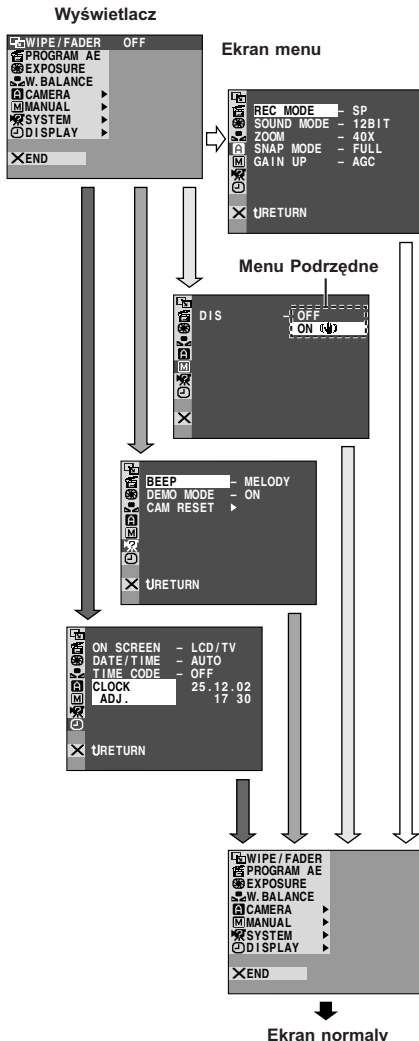 Wyświetlacz
WIPE/FADER OFF
PROGRAM AE
EXPOSURE
W. BALANCE
CAMERA
MANUAL
SYSTEM
DISPLAY
END
Ekran menu
REC MODE – SP
SOUND MODE – 12BIT
ZOOM – 40X
SNAP MODE – FULL
GAIN UP – AGC
RETURN
Menu Podrzędne
DIS – OFF
ON
BEEP – MELODY
DEMO MODE – ON
CAM RESET
RETURN
ON SCREEN – LCD/TV
DATE/TIME – AUTO
TIME CODE – OFF
CLOCK 25.12.02
ADJ. 17 30
RETURN
WIPE/FADER
PROGRAM AE
EXPOSURE
W. BALANCE
CAMERA
MANUAL
SYSTEM
DISPLAY
END
Ekran normaly